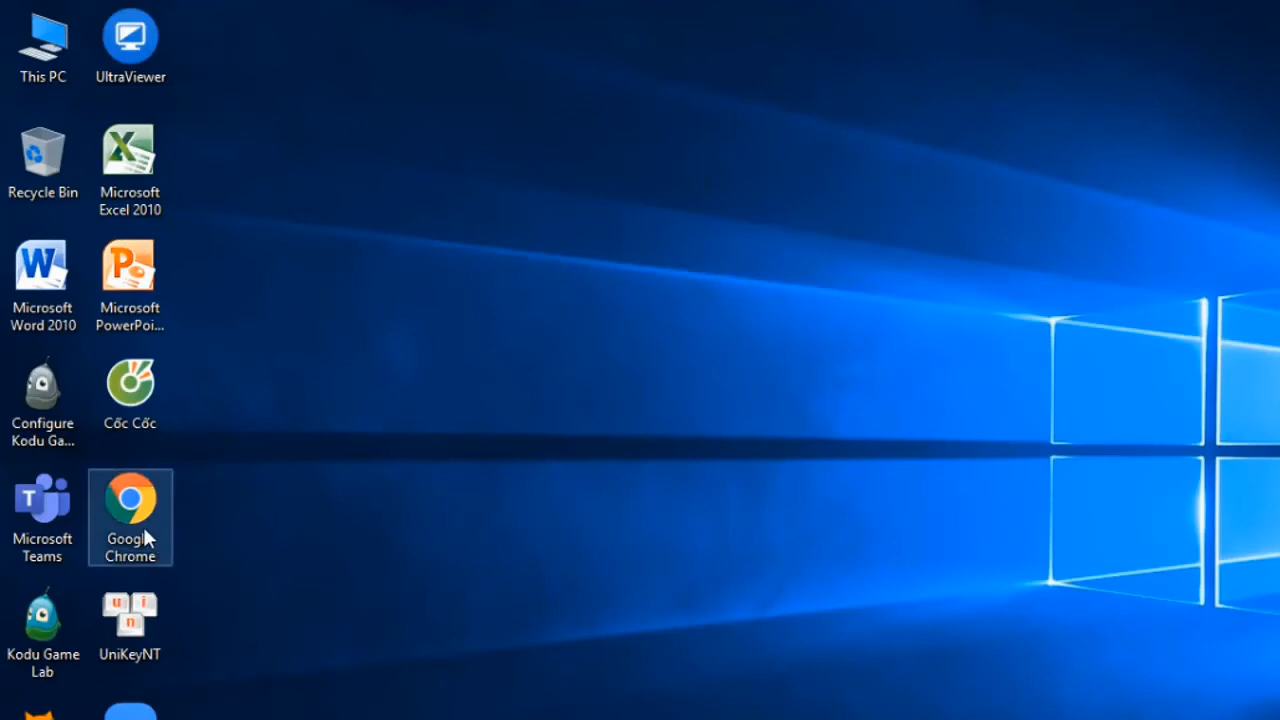 This PC
UltraViewer
Recycle Bin
Microsoft
Excel 2010
W
Microsoft
Word 2010
P
Microsoft
PowerPoi...
Configure
Kodu Ga...
Cốc Cốc
T
Microsoft
Teams
Google
Chrome
Kodu Game
Lab
u i
n
UniKeyNT